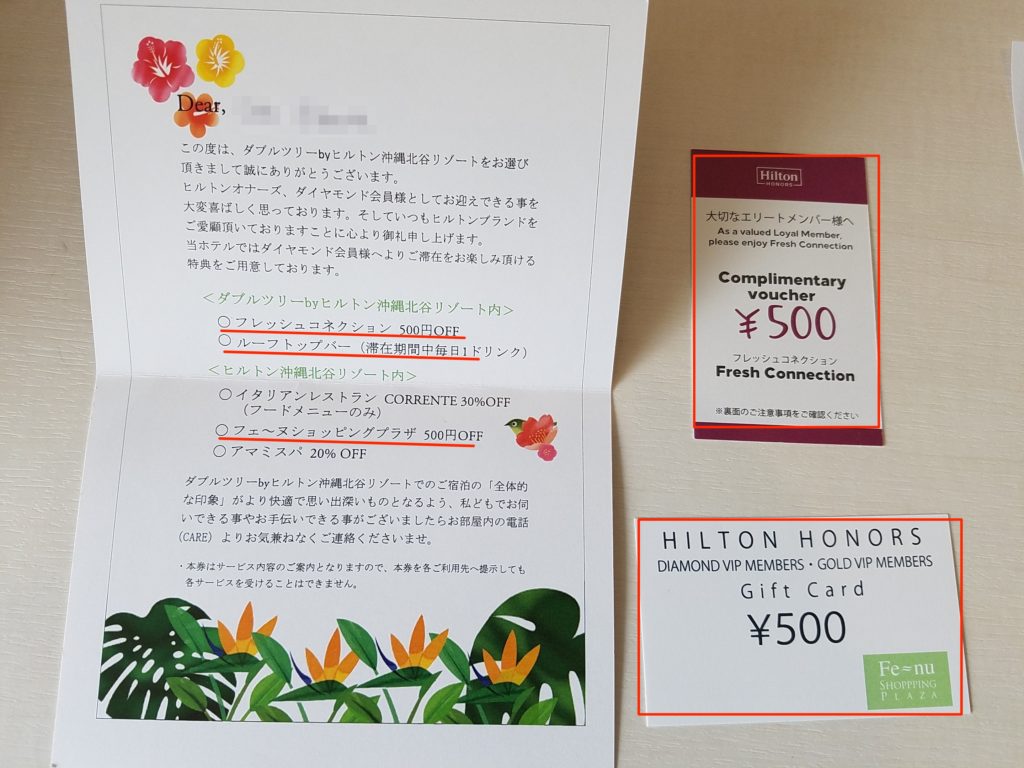 Dear,
この度は、ダブルツリーbyヒルトン沖縄北谷リゾートをお選び
頂きまして誠にありがとうございます。
ヒルトンオナーズ、ダイヤモンド会員様としてお迎えできる事を
大変喜ばしく思っております。そしていつもヒルトンブランドを
ご愛顧頂いておりますことに心より御礼申し上げます。
当ホテルではダイヤモンド会員様へよりご滞在をお楽しみ頂ける
特典をご用意しております。
＜ダブルツリーbyヒルトン沖縄北谷リゾート内＞
○フレッシュコネクション 500円OFF
○ ルーフトップバー（滞在期間中毎日1ドリンク）
＜ヒルトン沖縄北谷リゾート内＞
○イタリアンレストラン CORRENTE 30%OFF
（フードメニューのみ）
○フェ〜ヌショッピングプラザ 500円OFF
○アマミスパ 20% OFF
ダブルツリーbyヒルトン沖縄北谷リゾートでのご宿泊の「全体的
な印象」がより快適で思い出深いものとなるよう、私どもでお伺
いできる事やお手伝いできる事がございましたらお部屋内の電話
(CARE) よりお気兼ねなくご連絡くださいませ。
・本券はサービス内容のご案内となりますので、本券を各ご利用先へ提示しても
各サービスを受けることはできません。
Hilton
HONORS
大切なエリートメンバー様へ
As a valued Loyal Member,
please enjoy Fresh Connection
Complimentary
voucher
¥500
フレッシュコネクション
Fresh Connection
※裏面のご注意事項をご確認ください
HILTON HONORS
DIAMOND VIP MEMBERS・GOLD VIP MEMBERS
Gift Card
¥500
Fe~nu
SHOPPPING
PLAZA